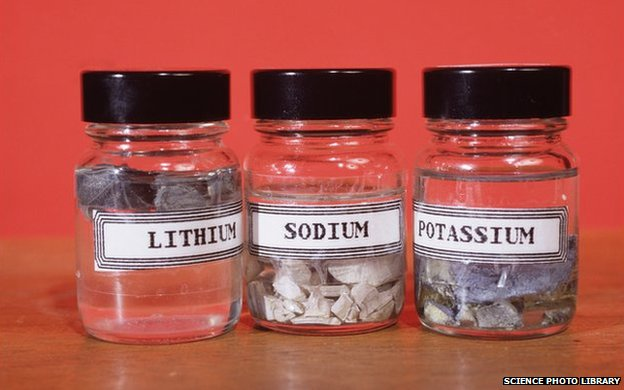 LITHIUM
SODIUM
POTASSIUM
SCIENCE PHOTO LIBRARY